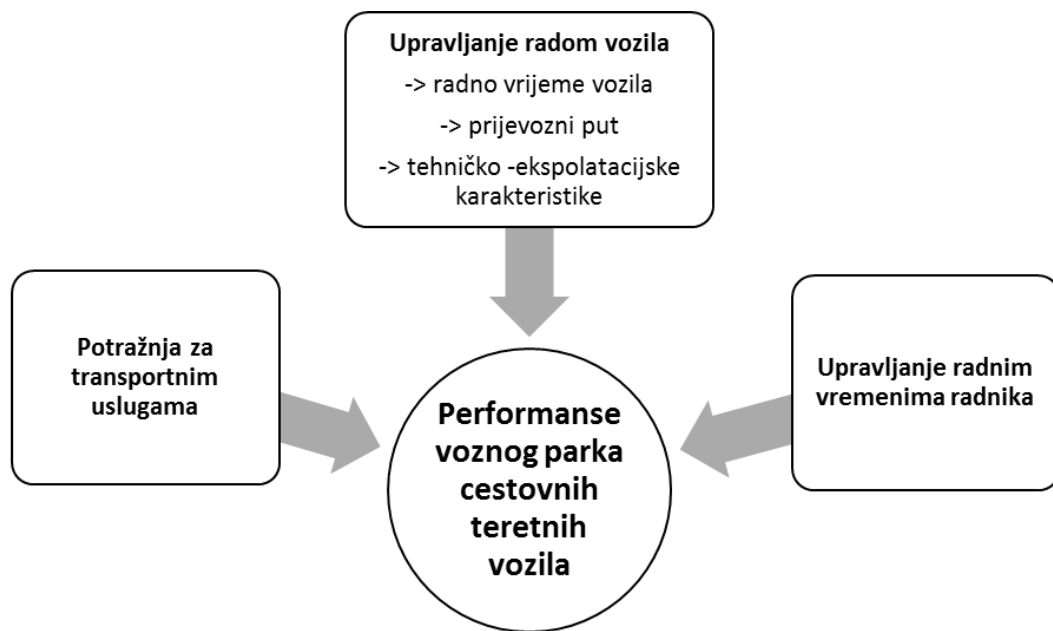 Upravljanje radom vozila
-> radno vrijeme vozila
-> prijevozni put
-> tehničko -ekspolatacijske
karakteristike
Potražnja za
transportnim
uslugama
Performanse
voznog parka
cestovnih
teretnih
vozila
Upravljanje radnim
vremenima radnika